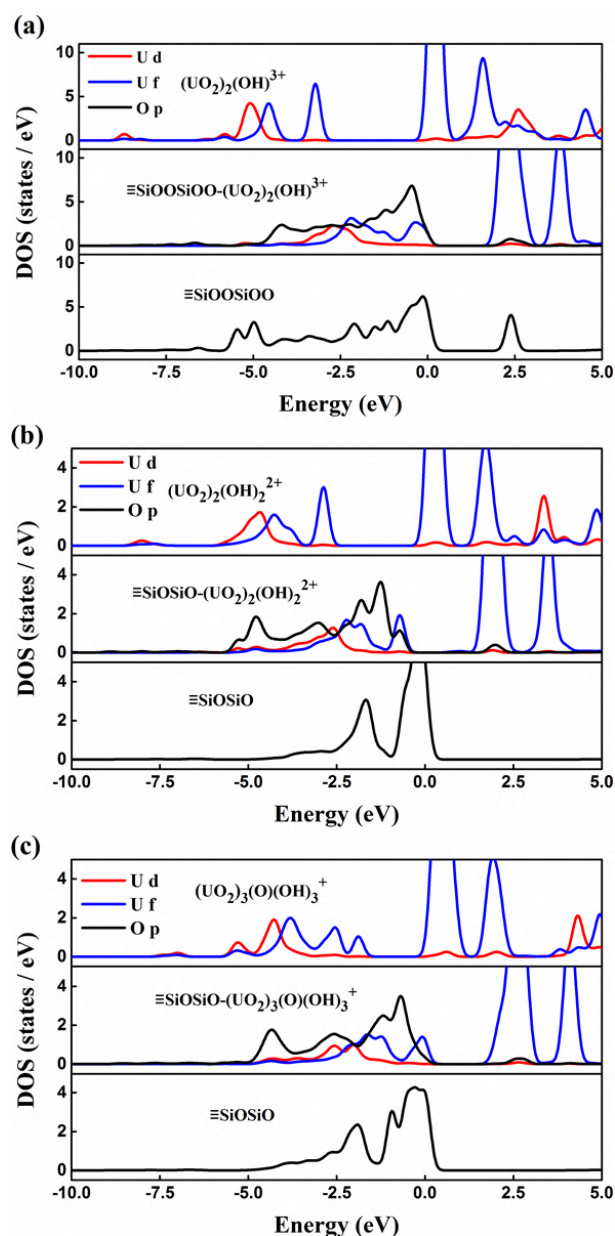 (a)
10
U d
U f
O p
(UO2)2(OH)3+
5
0
10
≡SiOOSiOO-(UO2)2(OH)3+
5
0
10
≡SiOOSiOO
5
0
DOS (states / eV)
-10.0 -7.5 -5.0 -2.5 0.0 2.5 5.0
Energy (eV)
(b)
4
U d
U f
O p
(UO2)2(OH)2 2+
2
0
4
≡SiOSiO-(UO2)2(OH)2 2+
2
0
4
≡SiOSiO
2
0
DOS (states / eV)
-10.0 -7.5 -5.0 -2.5 0.0 2.5 5.0
Energy (eV)
(c)
4
U d
U f
O p
(UO2)3(O)(OH)3+
2
0
4
≡SiOSiO-(UO2)3(O)(OH)3+
2
0
4
≡SiOSiO
2
0
DOS (states / eV)
-10.0 -7.5 -5.0 -2.5 0.0 2.5 5.0
Energy (eV)